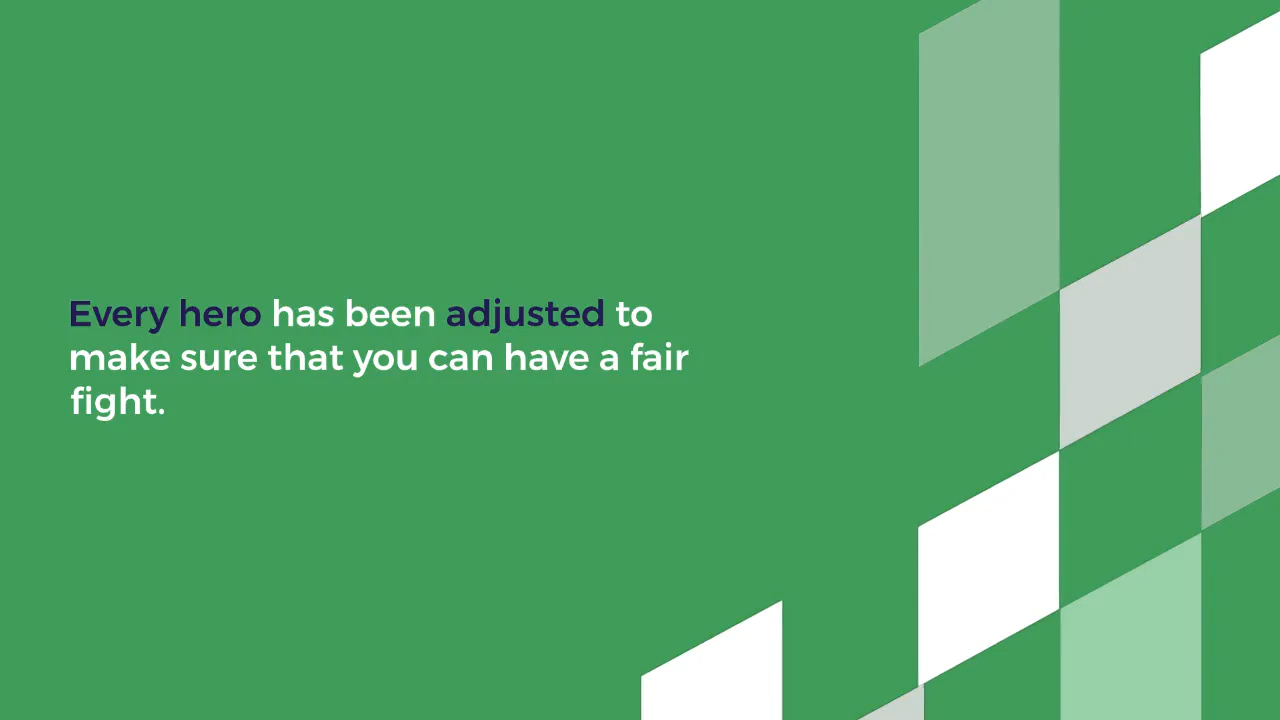 Every hero has been adjusted to
make sure that you can have a fair
fight.